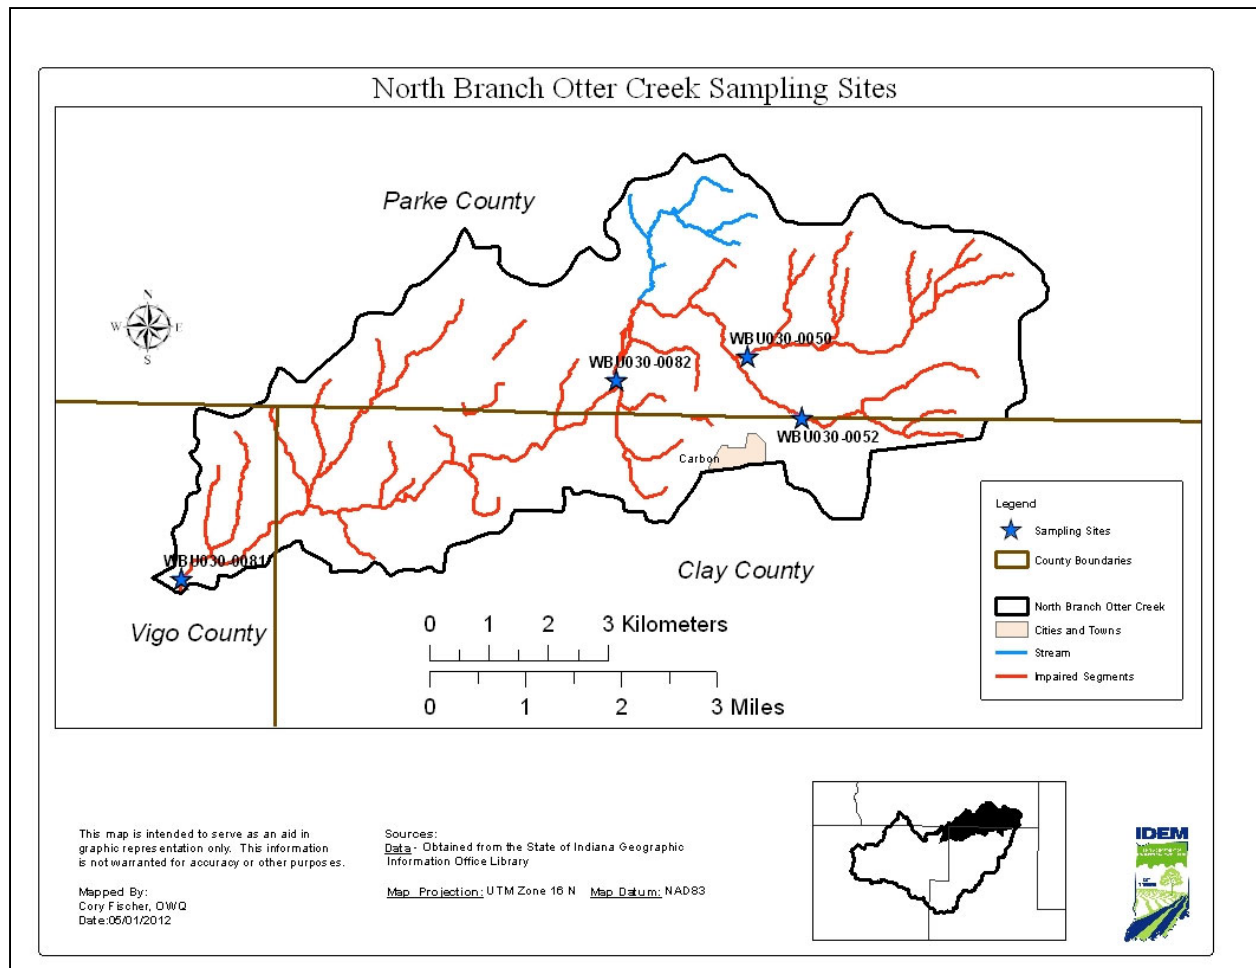 North Branch Otter Creek Sampling Sites
Parke County
N
W
E
S
WBU030-0050
WBU030-0082
WBU030-0052
Carbon
WBU030-0081
Clay County
Vigo County
0 1 2 3 Kilometers
0 1 2 3 Miles
Legend
Sampling Sites
County Boundaries
North Branch Otter Creek
Cities and Towns
Stream
Impaired Segments
This map is intended to serve as an aid in
graphic representation only. This information
is not warranted for accuracy or other purposes.
Mapped By:
Cory Fischer, OWQ
Date:05/01/2012
Sources:
Data - Obtained from the State of Indiana Geographic
Information Office Library
Map Projection: UTM Zone 16 N Map Datum: NAD83
IDEM